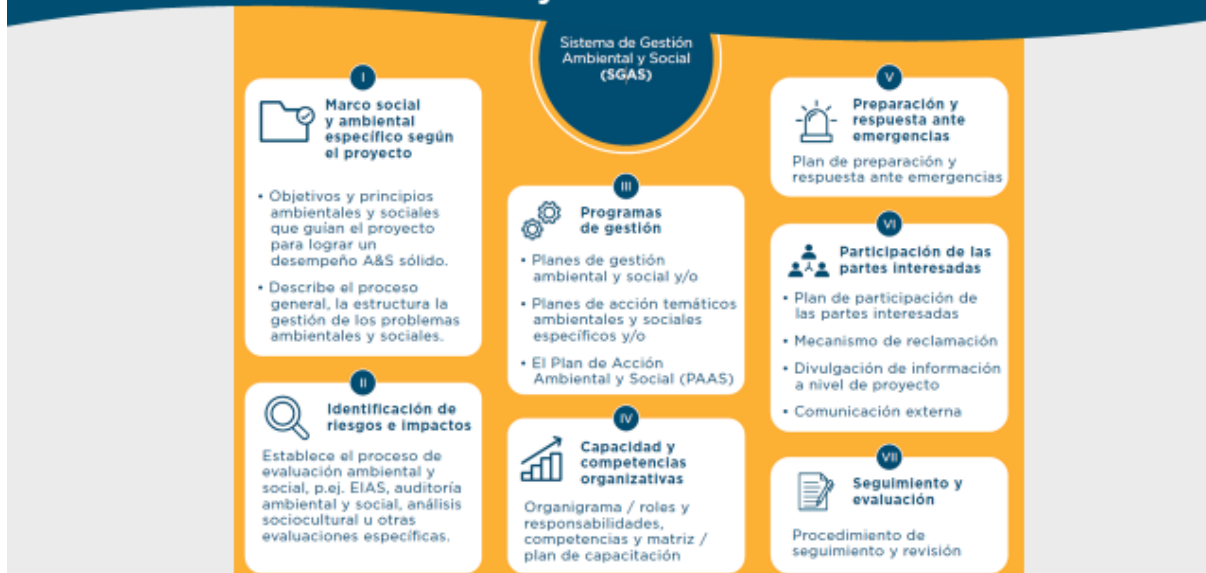 Sistema de Gestión
Ambiental y Social
(SGAS)
I
Marco social
y ambiental
específico según
el proyecto
• Objetivos y principios
ambientales y sociales
que guían el proyecto
para lograr un
desempeño A&S sólido.
• Describe el proceso
general, la estructura la
gestión de los problemas
ambientales y sociales.
II
Identificación de
riesgos e impactos
Establece el proceso de
evaluación ambiental y
social, p.ej. EIAS, auditoría
ambiental y social, análisis
sociocultural u otras
evaluaciones específicas.
III
Programas
de gestión
• Planes de gestión
ambiental y social y/o
• Planes de acción temáticos
ambientales y sociales
específicos y/o
• El Plan de Acción
Ambiental y Social (PAAS)
IV
Capacidad y
competencias
organizativas
Organigrama / roles y
responsabilidades,
competencias y matriz /
plan de capacitación
V
Preparación y
respuesta ante
emergencias
Plan de preparación y
respuesta ante emergencias
VI
Participación de las
partes interesadas
• Plan de participación de
las partes interesadas
• Mecanismo de reclamación
• Divulgación de información
a nivel de proyecto
• Comunicación externa
VII
Seguimiento y
evaluación
Procedimiento de
seguimiento y revisión